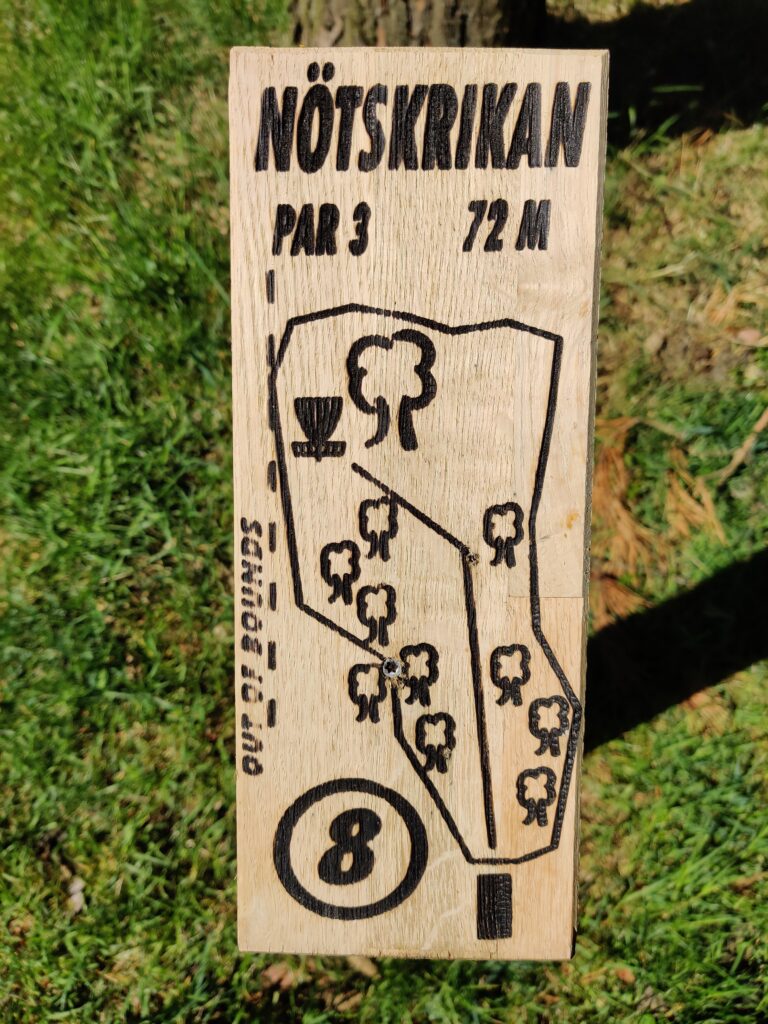 NÖTSKRIKAN
PAR 3 72 M
OUT OF BOUNDS
8